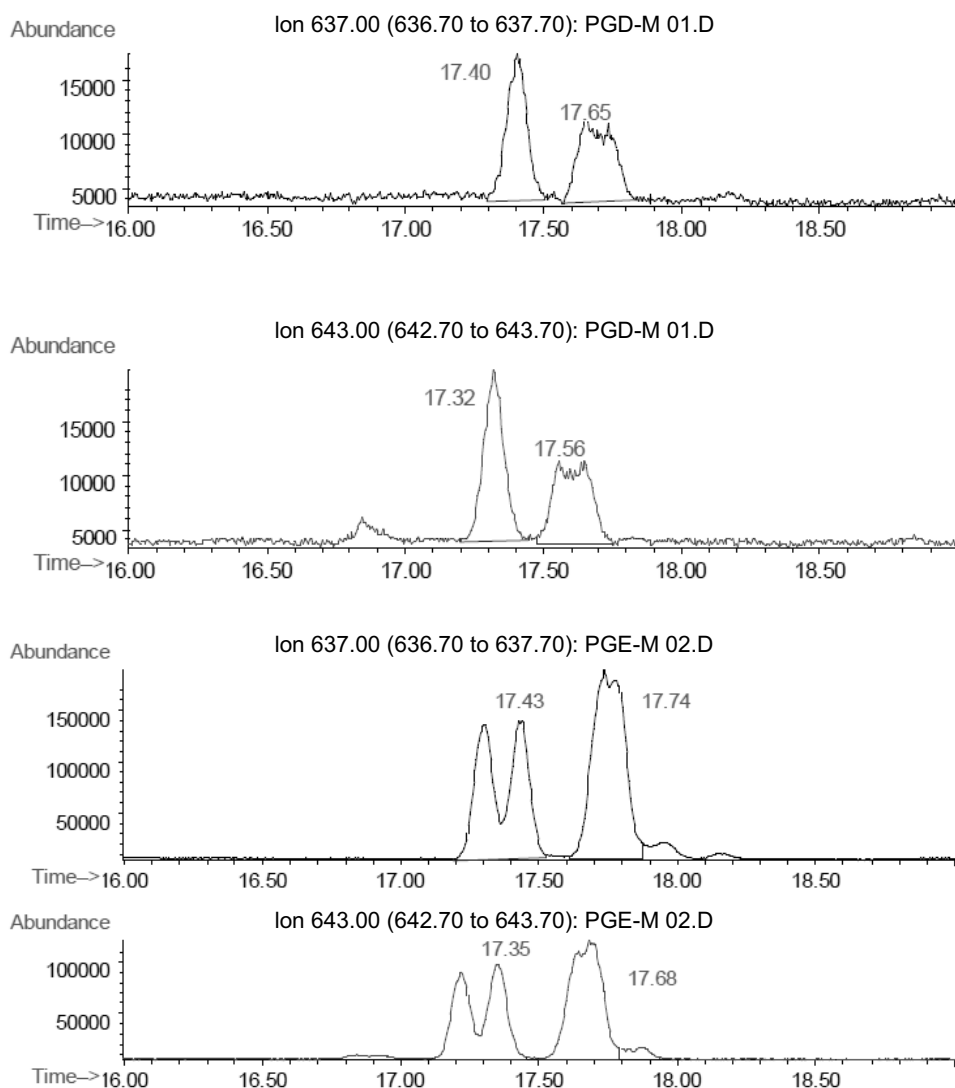 Abundance
lon 637.00 (636.70 to 637.70): PGD-M 01.D
17.40
15000
17.65
10000
5000
Time-->
16.00 16.50 17.00 17.50 18.00 18.50
lon 643.00 (642.70 to 643.70): PGD-M 01.D
Abundance
17.32
15000
17.56
10000
5000
Time-->
16.00 16.50 17.00 17.50 18.00 18.50
lon 637.00 (636.70 to 637.70): PGE-M 02.D
Abundance
17.43 17.74
150000
100000
50000
Time-->
16.00 16.50 17.00 17.50 18.00 18.50
Abundance
lon 643.00 (642.70 to 643.70): PGE-M 02.D
17.35
100000
17.68
50000
Time-->
16.00 16.50 17.00 17.50 18.00 18.50